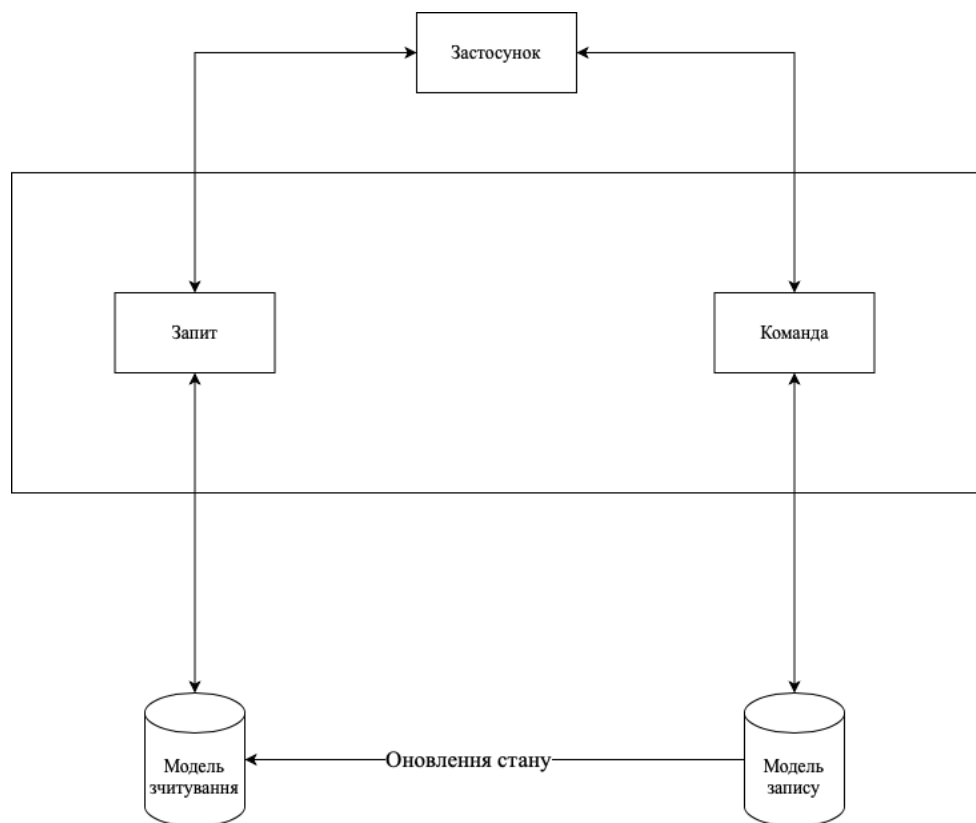 Застосунок
Запит
Команда
Оновлення стану
Модель
зчитування
Модель
запису